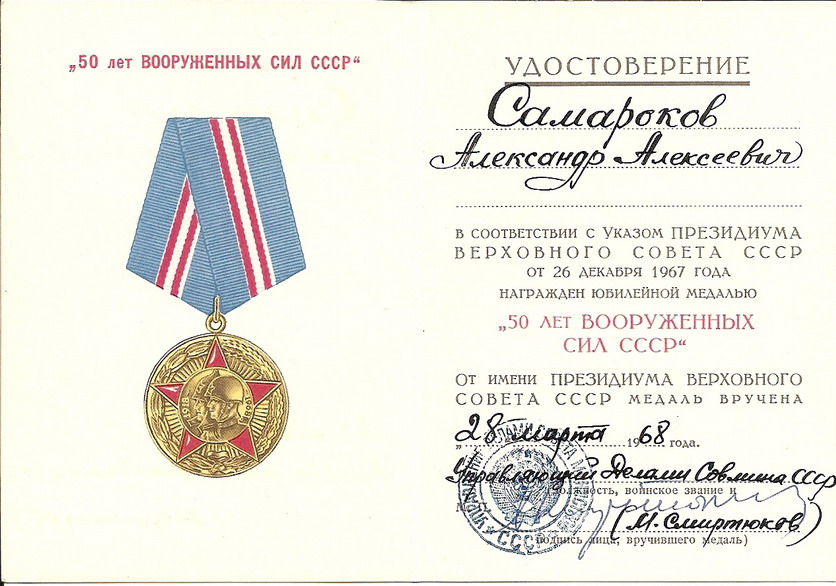 „50 лет ВООРУЖЕННЫХ СИЛ СССР“
1918
1967
УДОСТОВЕРЕНИЕ
Самароков
Александр Алексеевич
В СООТВЕТСТВИИ С УКАЗОМ ПРЕЗИДИУМА
ВЕРХОВНОГО СОВЕТА СССР
ОТ 26 ДЕКАБРЯ 1967 ГОДА
НАГРАЖДЕН ЮБИЛЕЙНОЙ МЕДАЛЬЮ
„50 ЛЕТ ВООРУЖЕННЫХ
СИЛ СССР“
ОТ ИМЕНИ ПРЕЗИДИУМА ВЕРХОВНОГО
СОВЕТА СССР МЕДАЛЬ ВРУЧЕНА
„28 марта 1968 года.
Управляющий Делами Совмина СССР
должность, воинское звание и
(М. Смиртюков)
подпись лица, вручившего медаль)